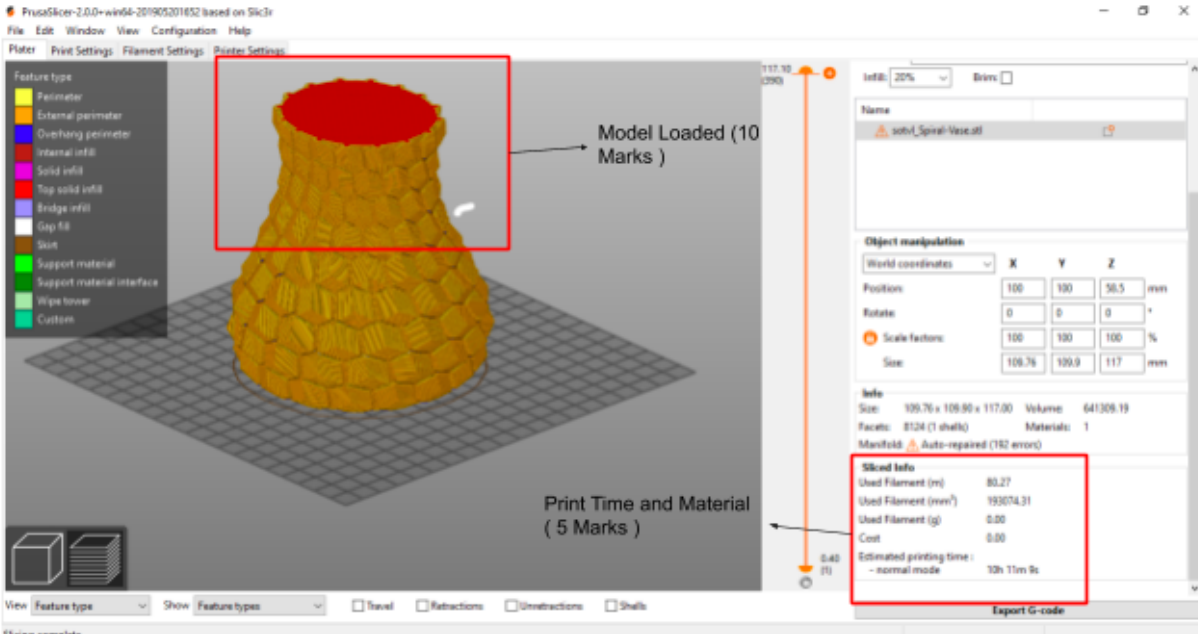 PrusaSlicer-2.0.0+win64-201905201652 based on Slic3r
File Edit Window View Configuration Help
Plater Print Settings Filament Settings Printer Settings
Feature type
Perimeter
External perimeter
Overhang perimeter
Internal infill
Solid infill
Top solid infill
Bridge infill
Gap fill
Skirt
Support material
Support material interface
Wipe tower
Custom
Model Loaded (10
Marks )
Print Time and Material
( 5 Marks )
117.10
(390)
0.40
(1)
Infill: 20% Brim:
Name
sotvl_Spiral-Vase.stl
Object manipulation
World coordinates X Y Z
Position: 100 100 58.5 mm
Rotate: 0 0 0 °
Scale factors: 100 100 100 %
Size: 109.76 109.9 117 mm
Info
Size: 109.76 x 109.90 x 117.00 Volume: 641309.19
Facets: 8124 (1 shells) Materials: 1
Manifold: Auto-repaired (192 errors)
Sliced Info
Used Filament (m) 80.27
Used Filament (mm³) 193074.31
Used Filament (g) 0.00
Cost 0.00
Estimated printing time :
- normal mode 10h 11m 9s
View Feature type Show Feature types Travel Retractions Unretractions Shells
Export G-code